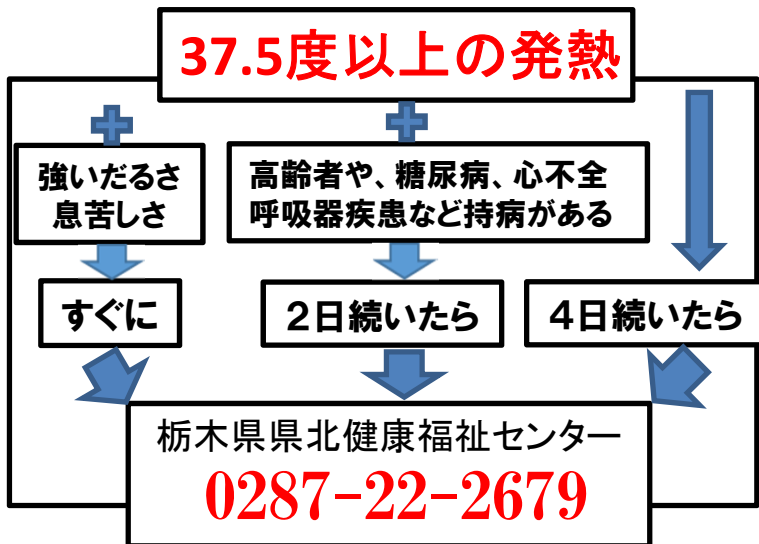 37.5度以上の発熱
強いだるさ
息苦しさ
高齢者や、糖尿病、心不全
呼吸器疾患など持病がある
すぐに
２日続いたら
４日続いたら
栃木県県北健康福祉センター
0287-22-2679